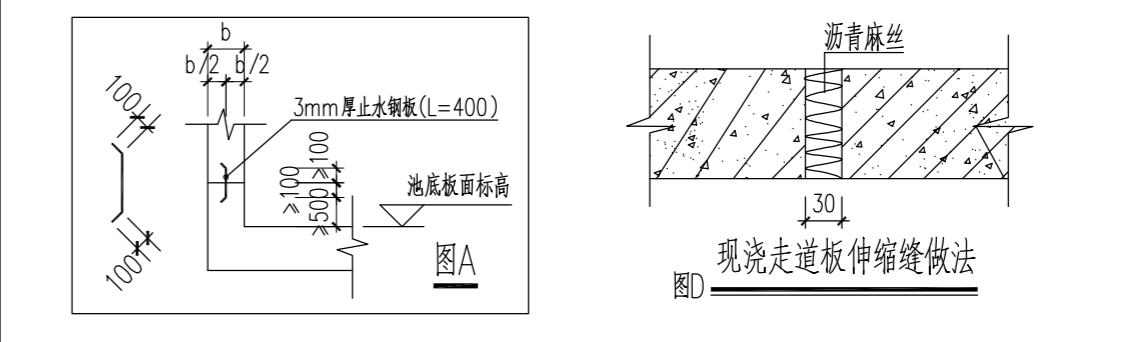 b
b/2 b/2
100
3mm厚止水钢板(L=400)
≥100
≥100
≥500
池底板面标高
100
图A
沥青麻丝
30
现浇走道板伸缩缝做法
图D